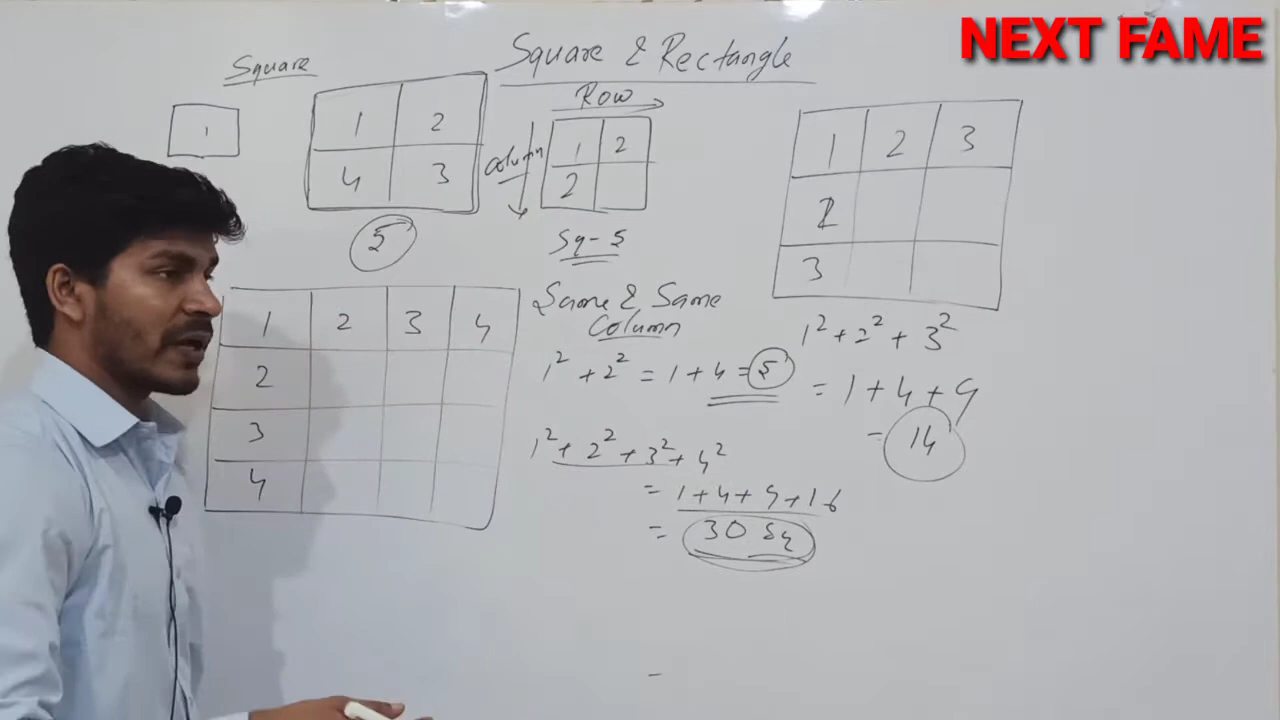 NEXT FAME
Square & Rectangle
Square
1
1 2
4 3
5
Row
Column
1 2
2
Sq - 5
1 2 3
2
3
1² + 2² + 3²
= 1 + 4 + 9
= 14
1 2 3 4
2
3
4
Same & Same
Column
1² + 2² = 1 + 4 = 5
1² + 2² + 3² + 4²
= 1 + 4 + 9 + 16
= 30 Sq